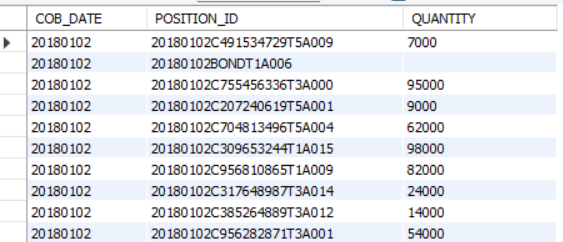 COB_DATE POSITION_ID QUANTITY
20180102 20180102C491534729T5A009 7000
20180102 20180102BONDT1A006
20180102 20180102C755456336T3A000 95000
20180102 20180102C207240619T5A001 9000
20180102 20180102C704813496T5A004 62000
20180102 20180102C309653244T1A015 98000
20180102 20180102C956810865T1A009 82000
20180102 20180102C317648987T3A014 24000
20180102 20180102C385264889T3A012 14000
20180102 20180102C956282871T3A001 54000